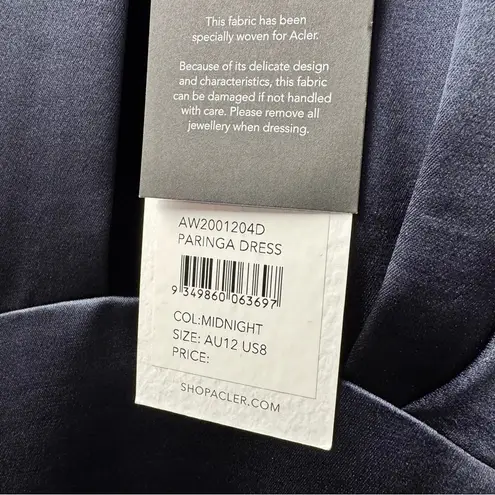 This fabric has been
specially woven for Acler.
Because of its delicate design
and characteristics, this fabric
can be damaged if not handled
with care. Please remove all
jewellery when dressing.
AW2001204D
PARINGA DRESS
9 349860 063697
COL:MIDNIGHT
SIZE: AU12 US8
PRICE:
SHOPACLER.COM